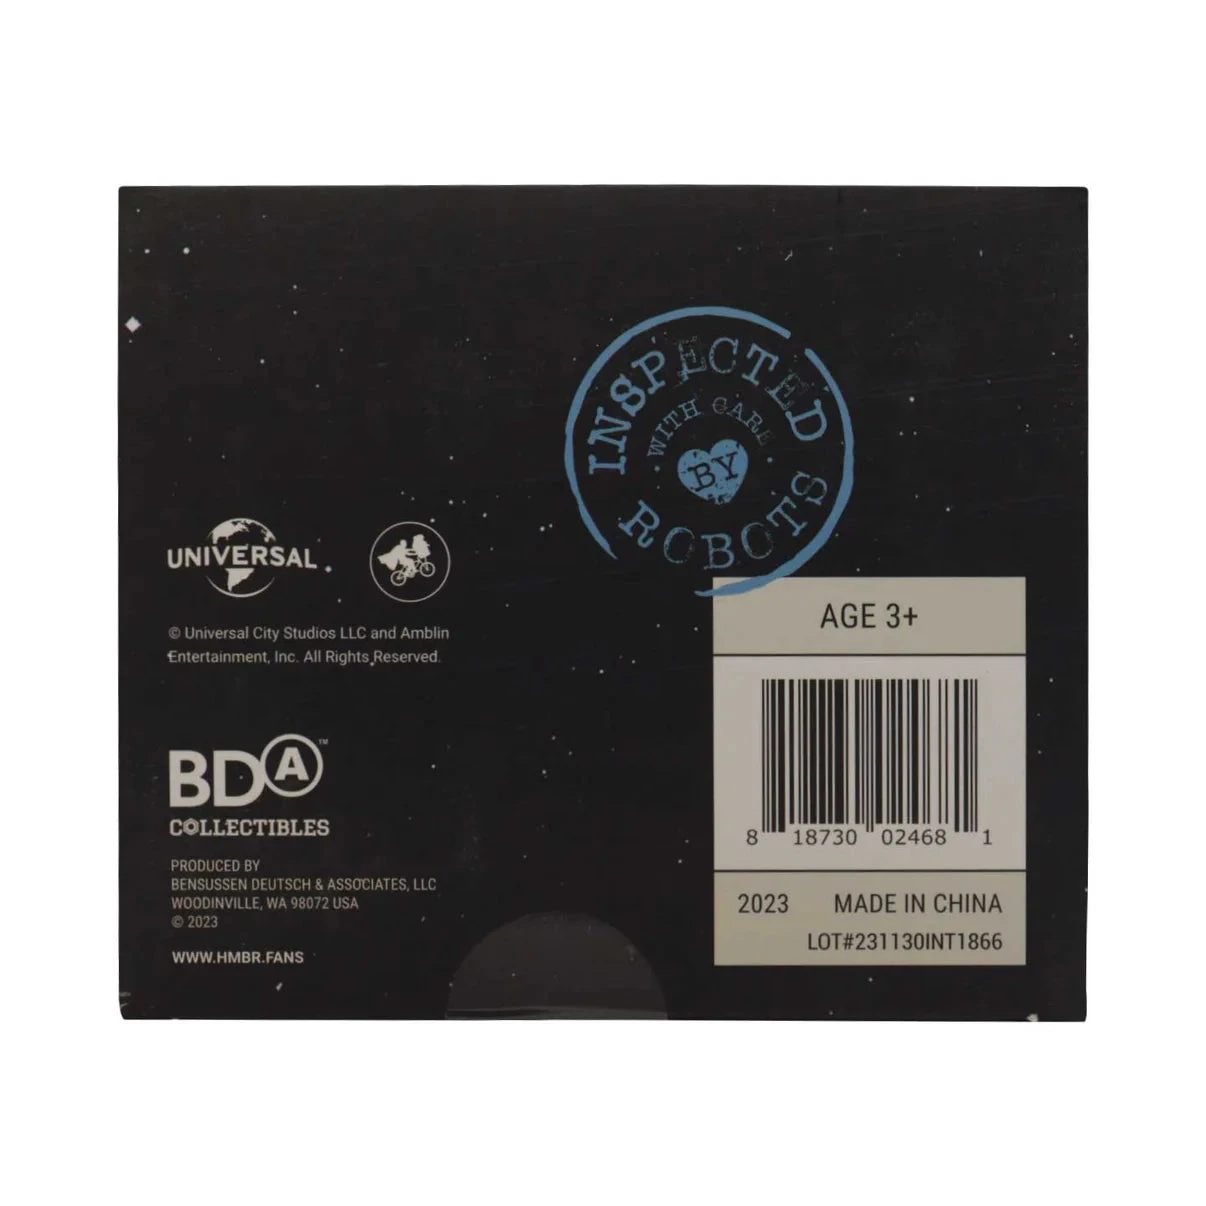 INSPECTED
WITH CARE
BY
ROBOTS
UNIVERSAL
© Universal City Studios LLC and Amblin
Entertainment, Inc. All Rights Reserved.
BDA™
COLLECTIBLES
PRODUCED BY
BENSUSSEN DEUTSCH & ASSOCIATES, LLC
WOODINVILLE, WA 98072 USA
© 2023
WWW.HMBR.FANS
AGE 3+
8 18730 02468 1
2023 MADE IN CHINA
LOT#231130INT1866